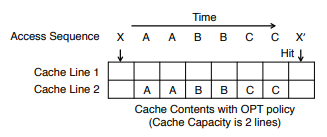 Time
Access Sequence X A A B B C C X'
Hit
Cache Line 1
Cache Line 2 A A B B C C
Cache Contents with OPT policy
(Cache Capacity is 2 lines)